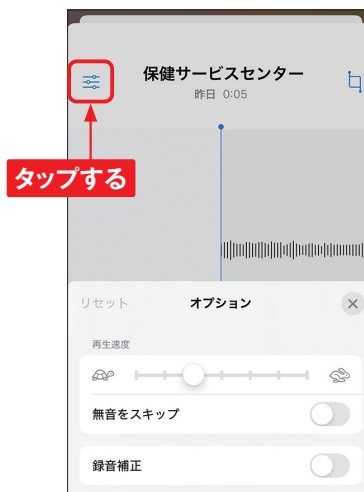 保健サービスセンター
昨日 0:05
タップする
リセット
オプション
再生速度
無音をスキップ
録音補正